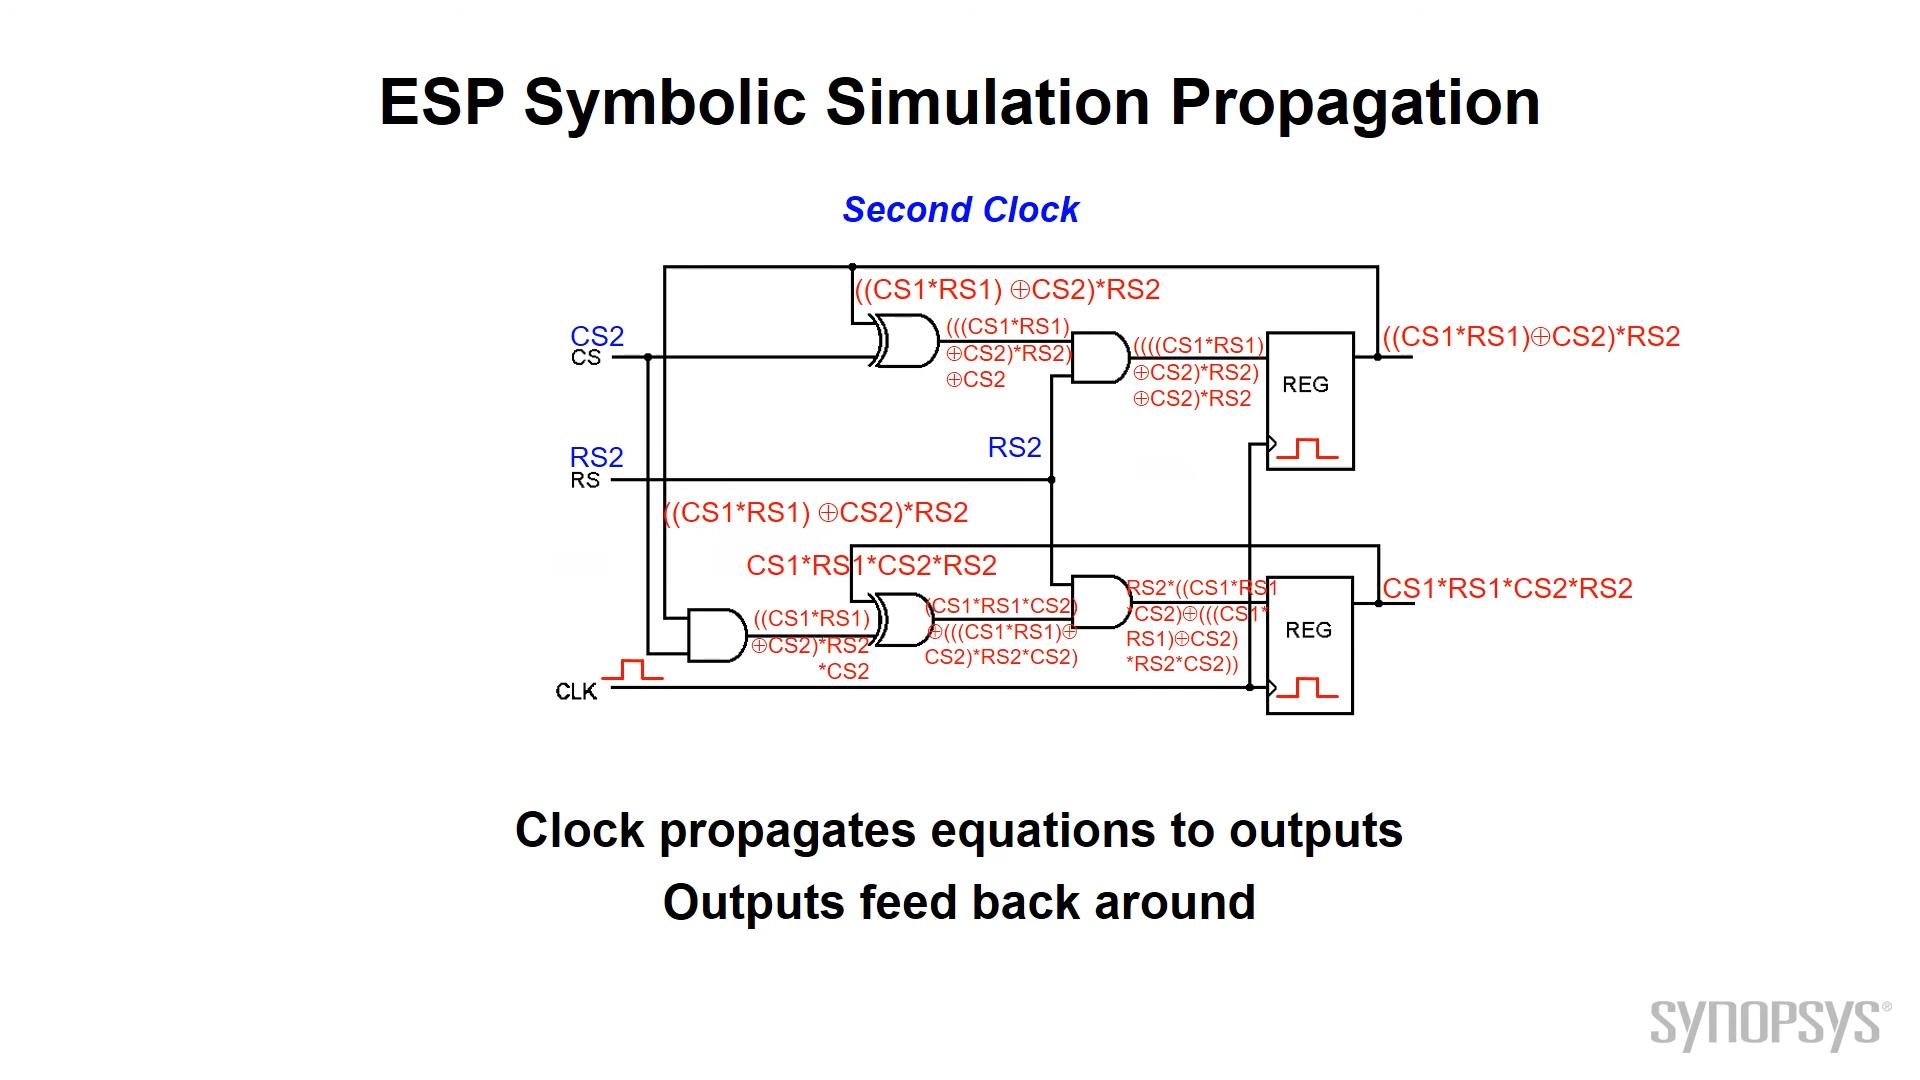 ESP Symbolic Simulation Propagation
Second Clock
((CS1*RS1) ⊕CS2)*RS2
CS2
CS
(((CS1*RS1)
⊕CS2)*RS2)
⊕CS2
((((CS1*RS1)
⊕CS2)*RS2)
⊕CS2)*RS2
REG
((CS1*RS1)⊕CS2)*RS2
RS2
RS
RS2
((CS1*RS1) ⊕CS2)*RS2
CS1*RS1*CS2*RS2
((CS1*RS1)
⊕CS2)*RS2
*CS2
(CS1*RS1*CS2)
⊕(((CS1*RS1)⊕
CS2)*RS2*CS2)
RS2*((CS1*RS1
*CS2)⊕(((CS1*
RS1)⊕CS2)
*RS2*CS2))
REG
CS1*RS1*CS2*RS2
CLK
Clock propagates equations to outputs
Outputs feed back around
SYNOPSYS®